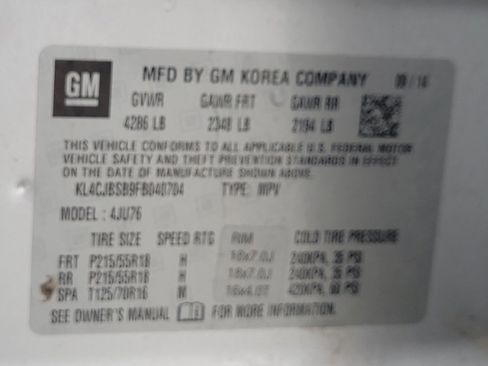 GM MFD BY GM KOREA COMPANY 09/14
GVWR GAWR FRT GAWR RR
4286 LB 2348 LB 2194 LB
THIS VEHICLE CONFORMS TO ALL APPLICABLE U.S. FEDERAL MOTOR
VEHICLE SAFETY AND THEFT PREVENTION STANDARDS IN EFFECT
ON THE DATE OF MANUFACTURE SHOWN ABOVE.
KL4CJBSB9FB040704 TYPE: MPV
MODEL: 4JU76
TIRE SIZE SPEED RTG RIM COLD TIRE PRESSURE
FRT P215/55R18 H 18x7.0J 240KPA, 35 PSI
RR P215/55R18 H 18x7.0J 240KPA, 35 PSI
SPA T125/70R16 M 16x4.0T 420KPA, 60 PSI
SEE OWNER'S MANUAL FOR MORE INFORMATION.